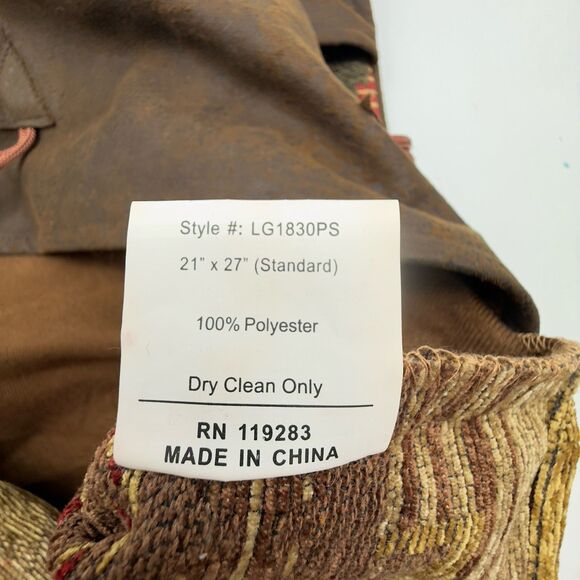 Style #: LG1830PS
21" x 27" (Standard)
100% Polyester
Dry Clean Only
RN 119283
MADE IN CHINA